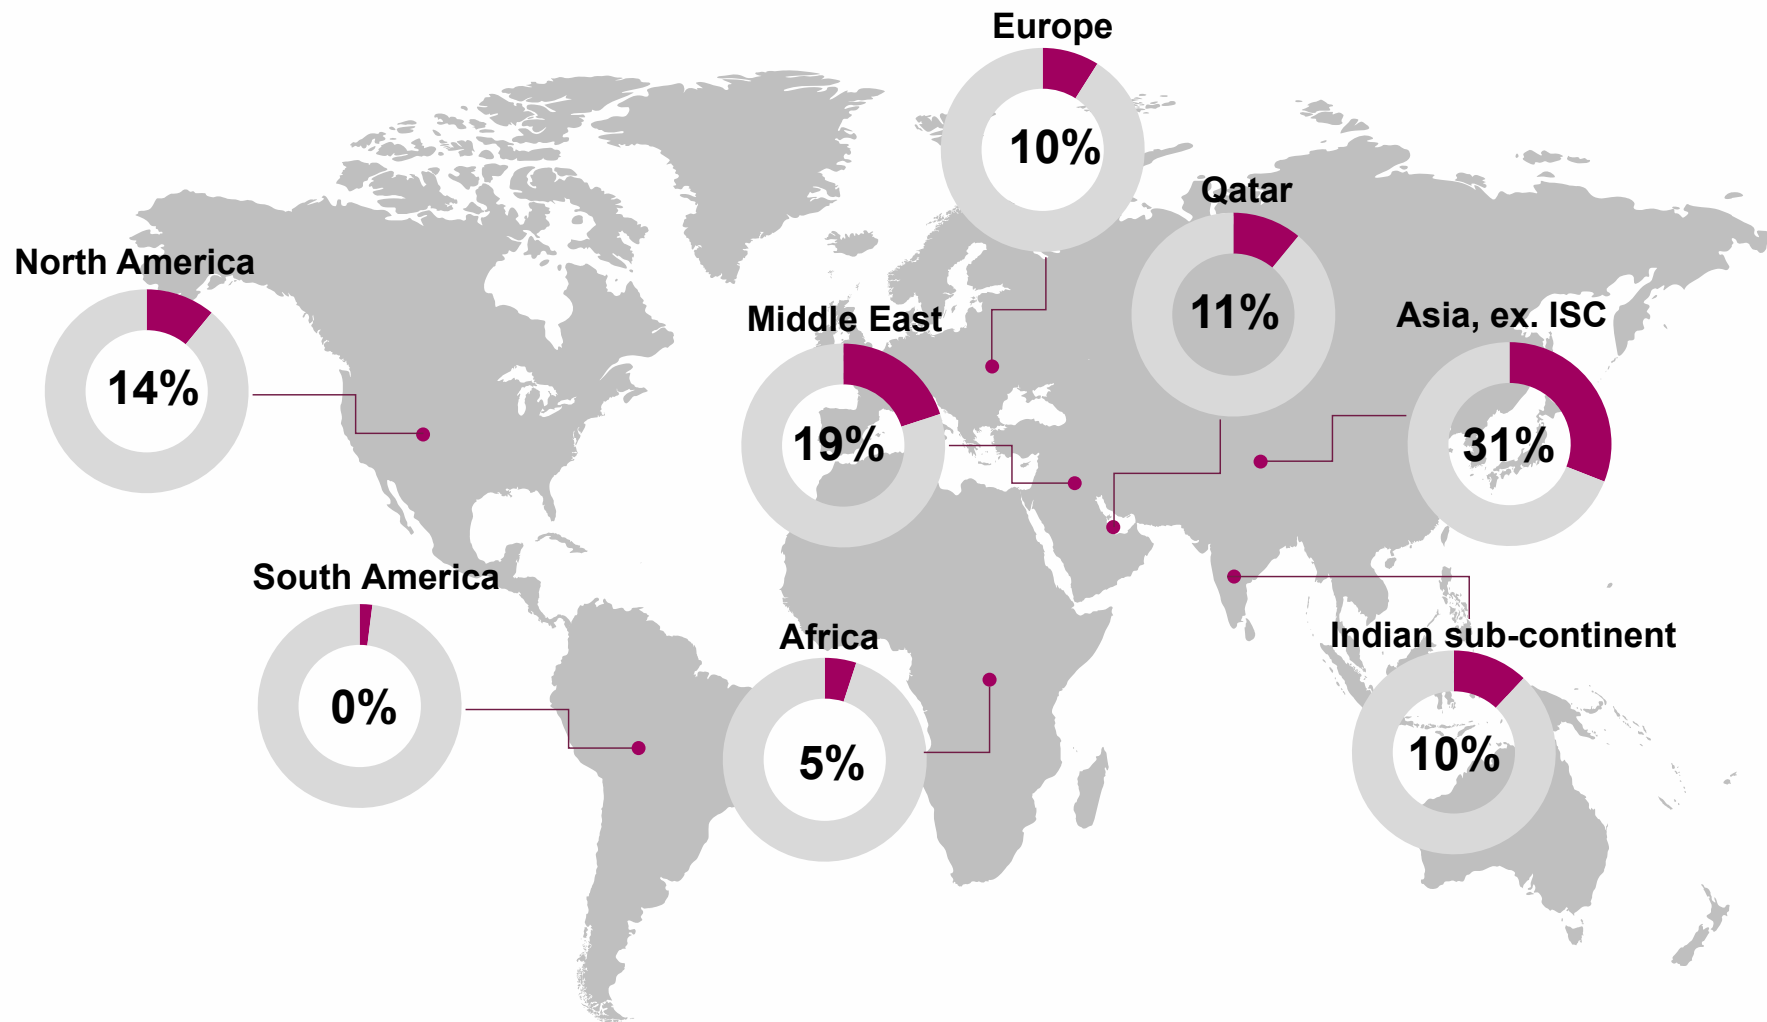 Europe
10%
Qatar
11%
North America
14%
Middle East
19%
Asia, ex. ISC
31%
South America
0%
Africa
5%
Indian sub-continent
10%